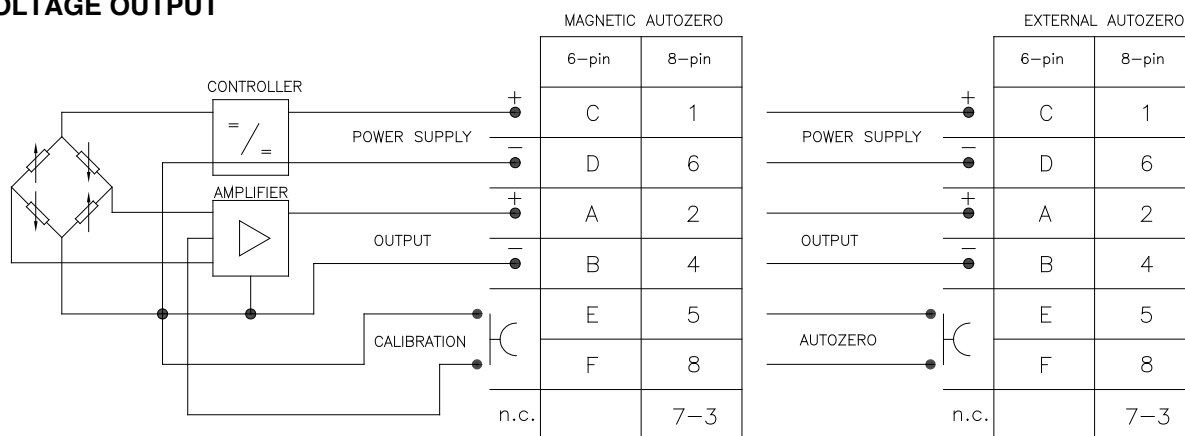 VOLTAGE OUTPUT
MAGNETIC AUTOZERO
6-pin 8-pin
CONTROLLER
= / =
POWER SUPPLY + C 1
− D 6
AMPLIFIER
OUTPUT + A 2
− B 4
CALIBRATION E 5
F 8
n.c. 7-3
EXTERNAL AUTOZERO
6-pin 8-pin
POWER SUPPLY + C 1
− D 6
OUTPUT + A 2
− B 4
AUTOZERO E 5
F 8
n.c. 7-3